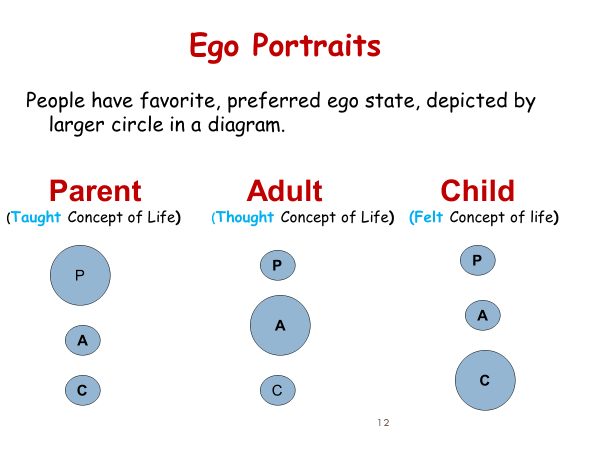 Ego Portraits
People have favorite, preferred ego state, depicted by
larger circle in a diagram.
Parent Adult Child
(Taught Concept of Life) (Thought Concept of Life) (Felt Concept of life)
P P P
A A A
C C C
12